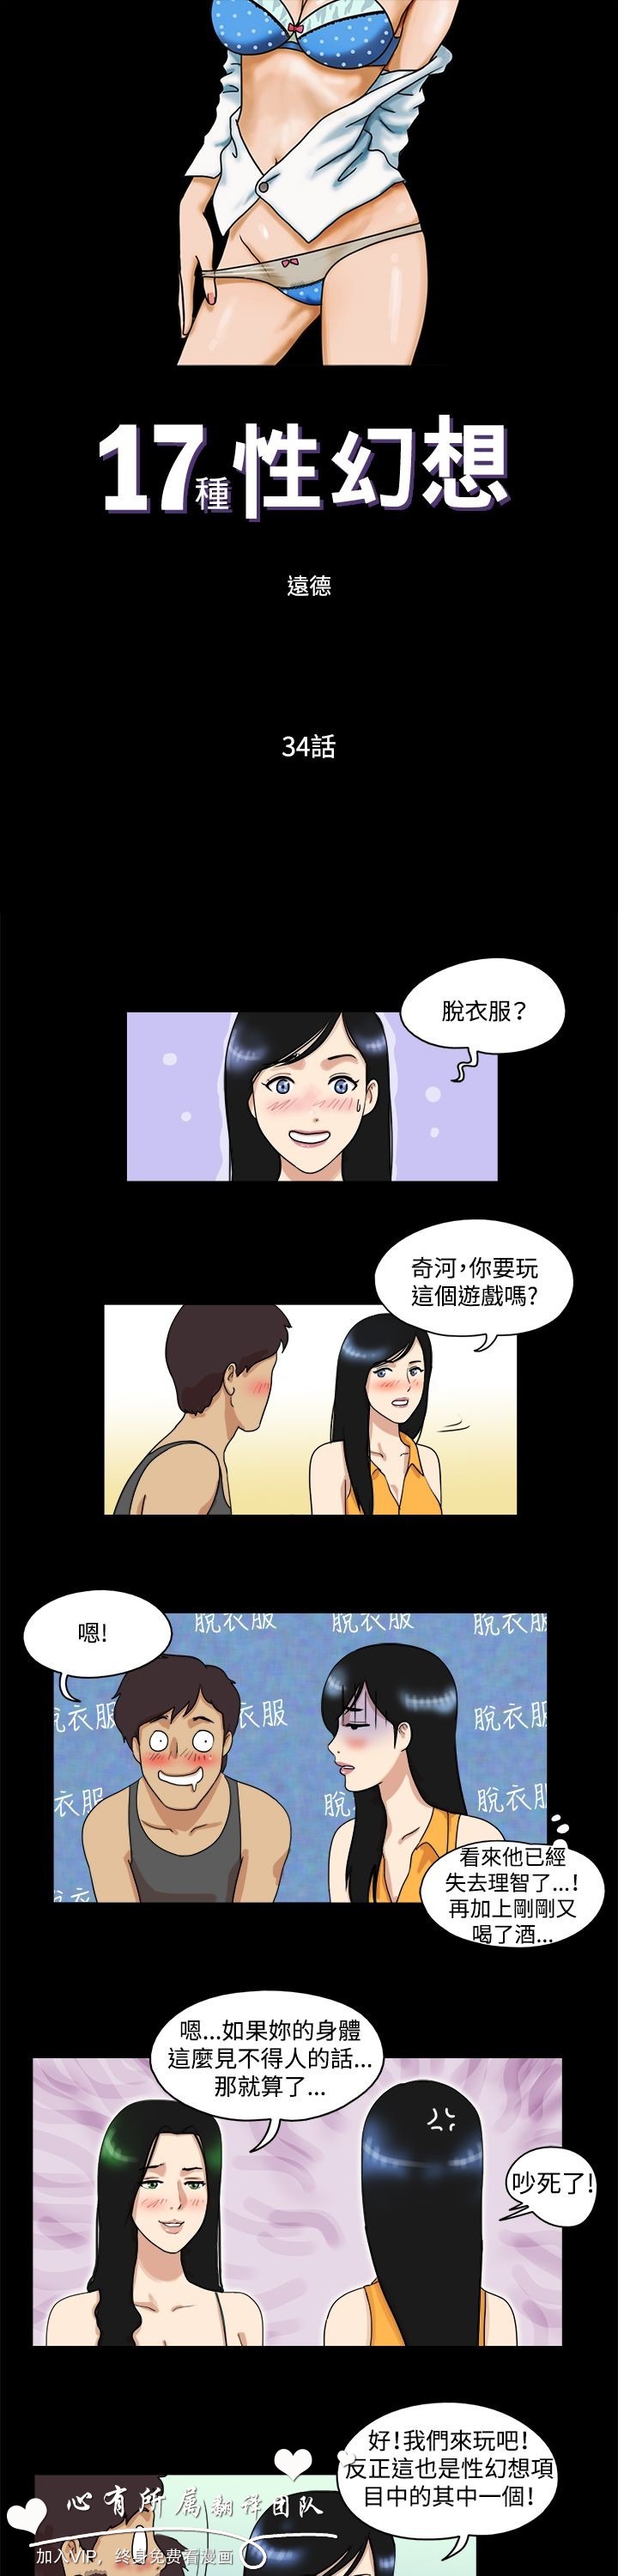 17種性幻想
遠德
34話
脫衣服?
奇河,你要玩
這個遊戲嗎?
嗯!
脫衣服
脫衣服
脫衣服
衣服
衣服
脫衣服
衣服
脫
脫衣服
看來他已經
失去理智了...!
再加上剛剛又
喝了酒...
嗯...如果妳的身體
這麼見不得人的話...
那就算了...
吵死了!
好!我們來玩吧!
反正這也是性幻想項
目中的其中一個!
心有所属翻译团队
加入VIP,终身免费看漫画